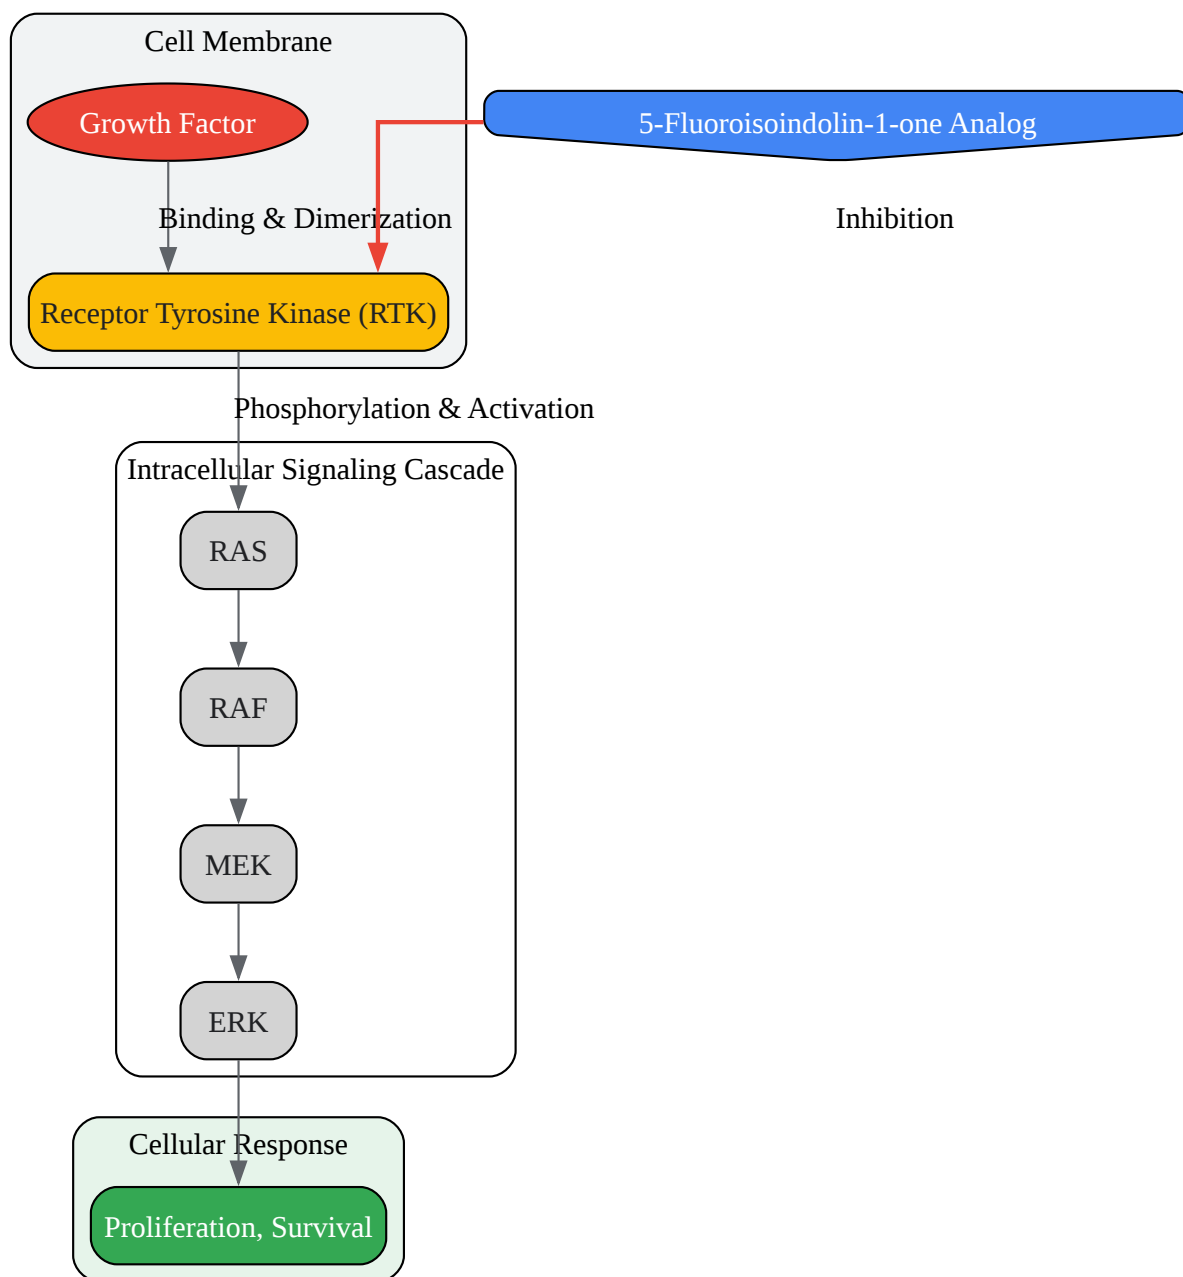 Cell Membrane
Growth Factor
5-Fluoroisoindolin-1-one Analog
Binding & Dimerization
Inhibition
Receptor Tyrosine Kinase (RTK)
Phosphorylation & Activation
Intracellular Signaling Cascade
RAS
RAF
MEK
ERK
Cellular Response
Proliferation, Survival